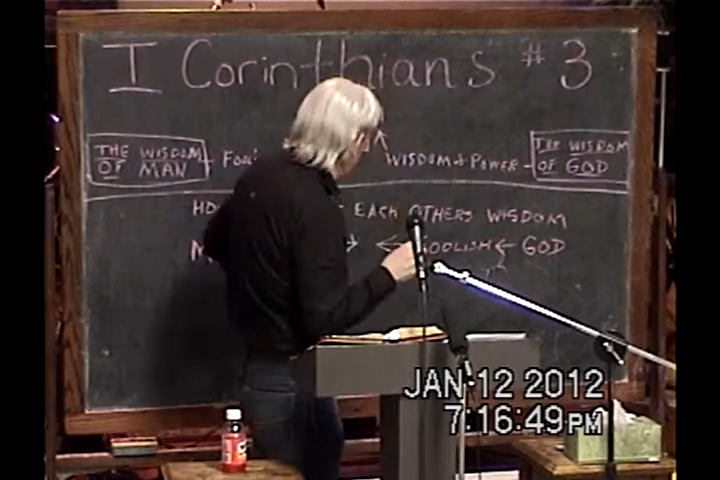 I Corinthians #3
THE WISDOM OF MAN
WISDOM + POWER
THE WISDOM OF GOD
EACH OTHERS WISDOM
FOOLISH ← GOD
JAN 12 2012
7:16:49 PM